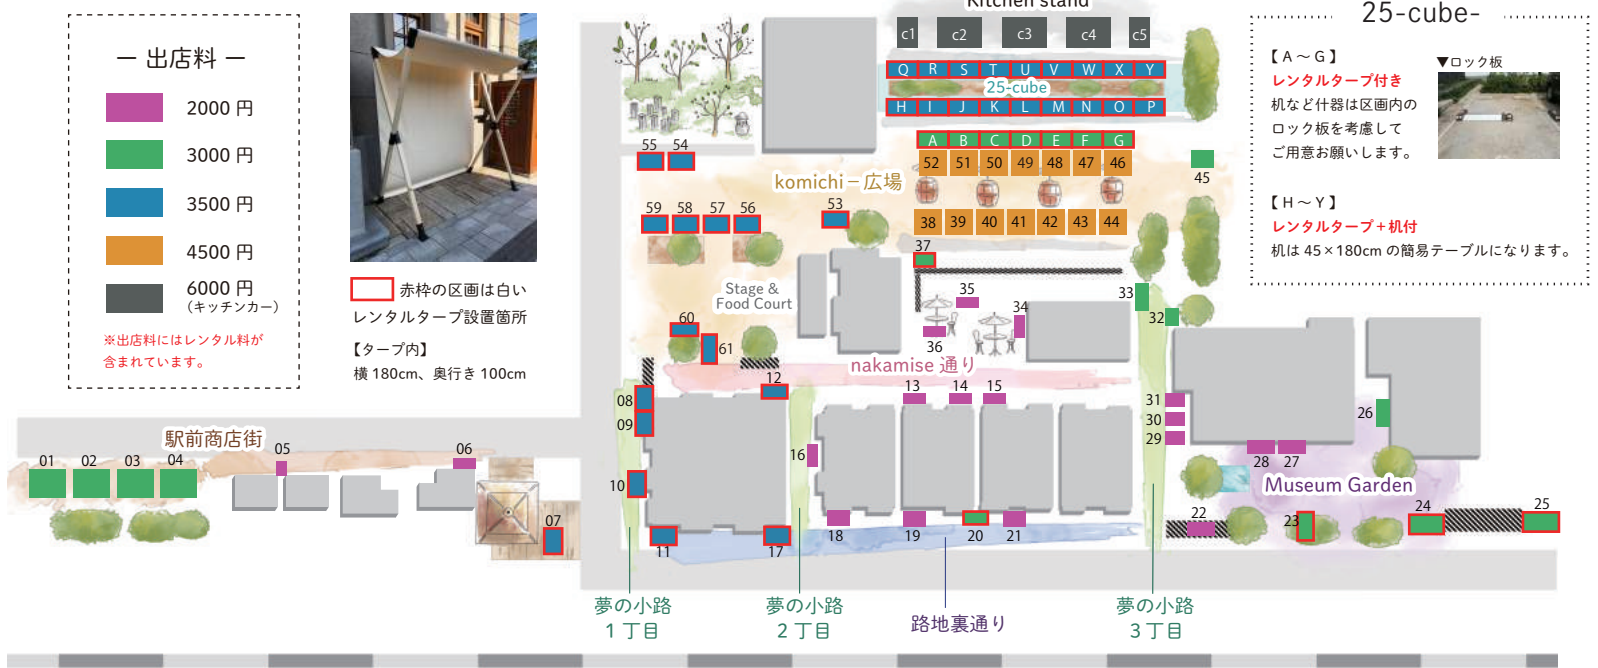 ― 出店料 ―
2000 円
3000 円
3500 円
4500 円
6000 円
（キッチンカー）
※出店料にはレンタル料が
含まれています。
赤枠の区画は白い
レンタルタープ設置箇所
【タープ内】
横 180cm、奥行き 100cm
Kitchen stand
c1 c2 c3 c4 c5
Q R S T U V W X Y
25-cube
H I J K L M N O P
A B C D E F G
52 51 50 49 48 47 46
45
komichi－広場
38 39 40 41 42 43 44
55 54
59 58 57 56
53
37
Stage &
Food Court
35
34
36
33
32
60
61
nakamise 通り
12
13 14 15
08
09
10
11
16
17
18
19
20
21
31
30
29
26
28 27
Museum Garden
22
23
24
25
駅前商店街
01 02 03 04
05
06
07
夢の小路
1 丁目
夢の小路
2 丁目
路地裏通り
夢の小路
3 丁目
25-cube-
【 A ～ G 】
レンタルタープ付き
机など什器は区画内の
ロック板を考慮して
ご用意お願いします。
▼ロック板
【 H ～ Y 】
レンタルタープ＋机付
机は 45×180cm の簡易テーブルになります。